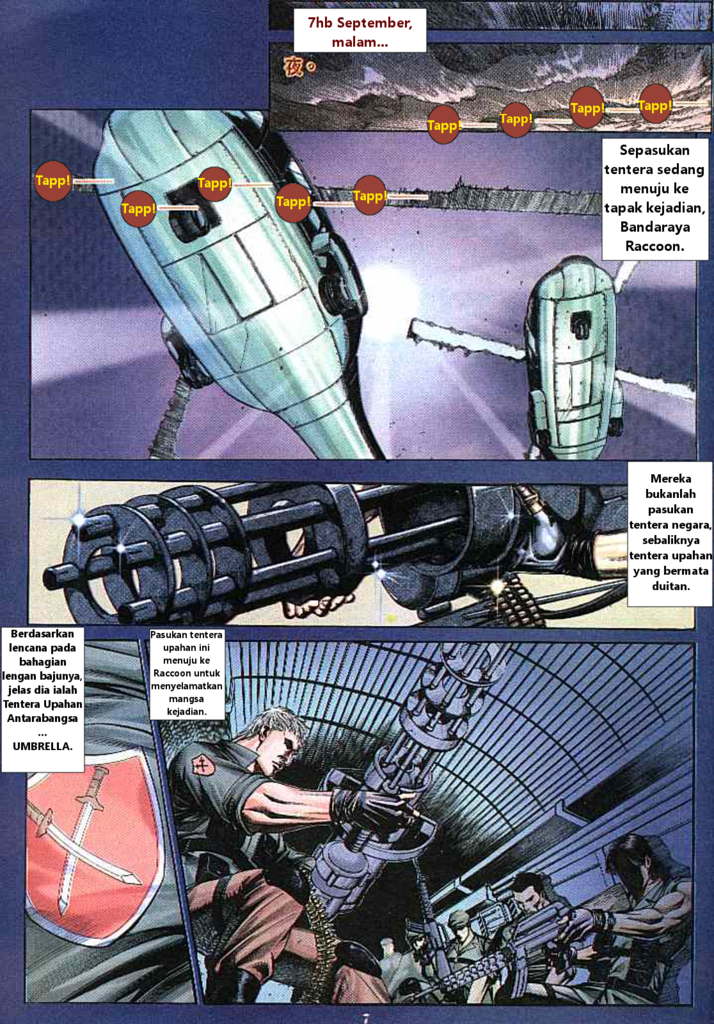 7hb September,
malam...
夜。
Tapp!
Tapp!
Tapp!
Tapp!
Sepasukan
tentera sedang
menuju ke
tapak kejadian,
Bandaraya
Raccoon.
Tapp!
Tapp!
Tapp!
Tapp!
Tapp!
Mereka
bukanlah
pasukan
tentera negara,
sebaliknya
tentera upahan
yang bermata
duitan.
Berdasarkan
lencana pada
bahagian
lengan bajunya,
jelas dia ialah
Tentera Upahan
Antarabangsa
...
UMBRELLA.
Pasukan tentera
upahan ini
menuju ke
Raccoon untuk
menyelamatkan
mangsa
kejadian.